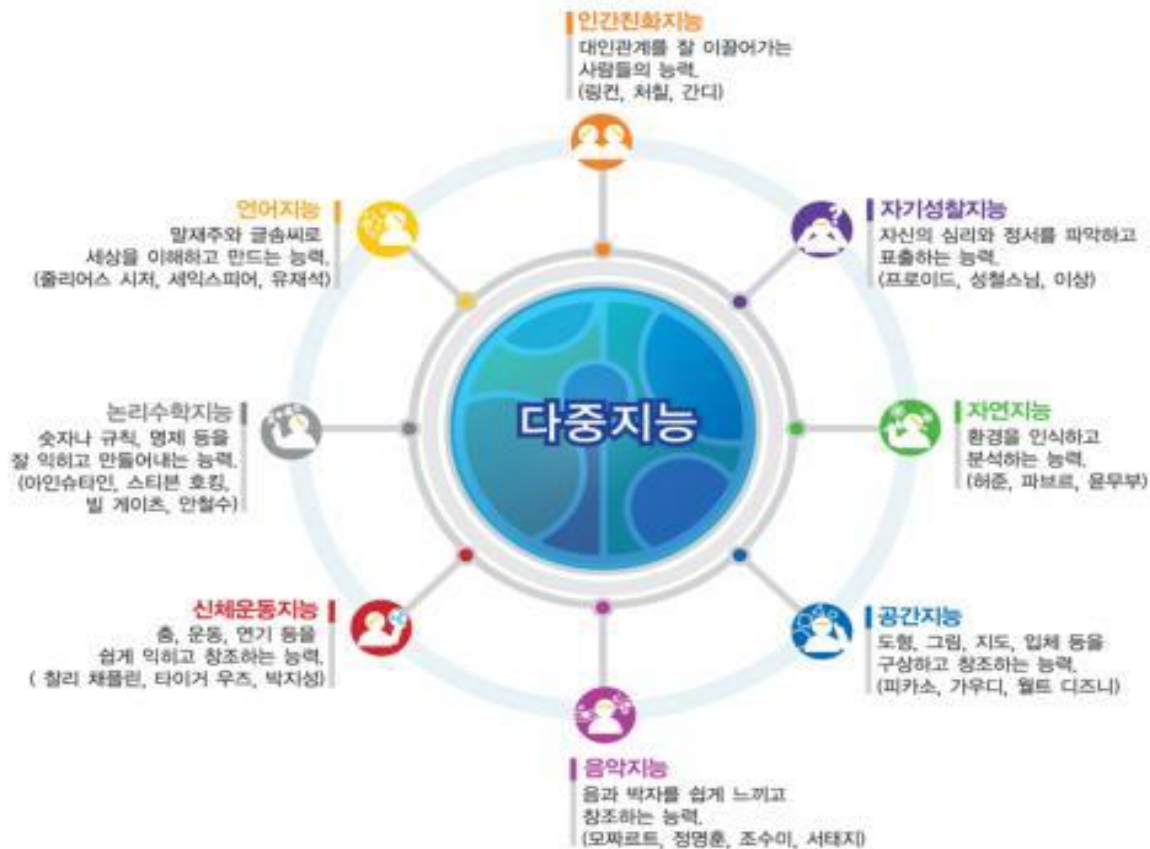 인간친화지능
대인관계를 잘 이끌어가는
사람들의 능력.
(링컨, 처칠, 간디)
언어지능
말재주와 글솜씨로
세상을 이해하고 만드는 능력.
(줄리어스 시저, 세익스피어, 유재석)
자기성찰지능
자신의 심리와 정서를 파악하고
표출하는 능력.
(프로이드, 성철스님, 이상)
논리수학지능
숫자나 규칙, 명제 등을
잘 익히고 만들어내는 능력.
(아인슈타인, 스티븐 호킹,
빌 게이츠, 안철수)
다중지능
자연지능
환경을 인식하고
분석하는 능력.
(허준, 파브르, 윤무부)
신체운동지능
춤, 운동, 연기 등을
쉽게 익히고 창조하는 능력.
( 찰리 채플린, 타이거 우즈, 박지성)
공간지능
도형, 그림, 지도, 입체 등을
구상하고 창조하는 능력.
(피카소, 가우디, 월트 디즈니)
음악지능
음과 박자를 쉽게 느끼고
창조하는 능력.
(모짜르트, 정명훈, 조수미, 서태지)